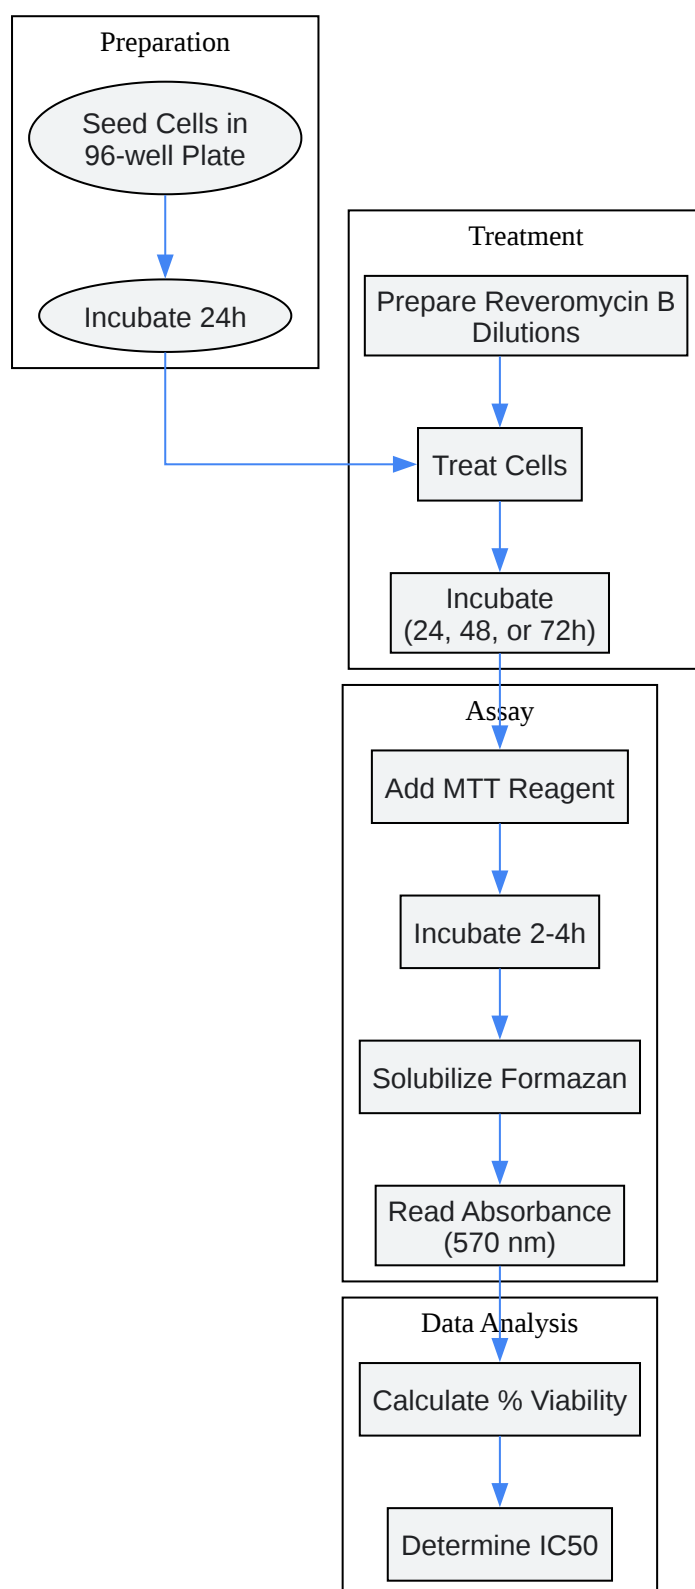 Preparation
Seed Cells in
96-well Plate
Incubate 24h
Treatment
Prepare Reveromycin B
Dilutions
Treat Cells
Incubate
(24, 48, or 72h)
Assay
Add MTT Reagent
Incubate 2-4h
Solubilize Formazan
Read Absorbance
(570 nm)
Data Analysis
Calculate % Viability
Determine IC50